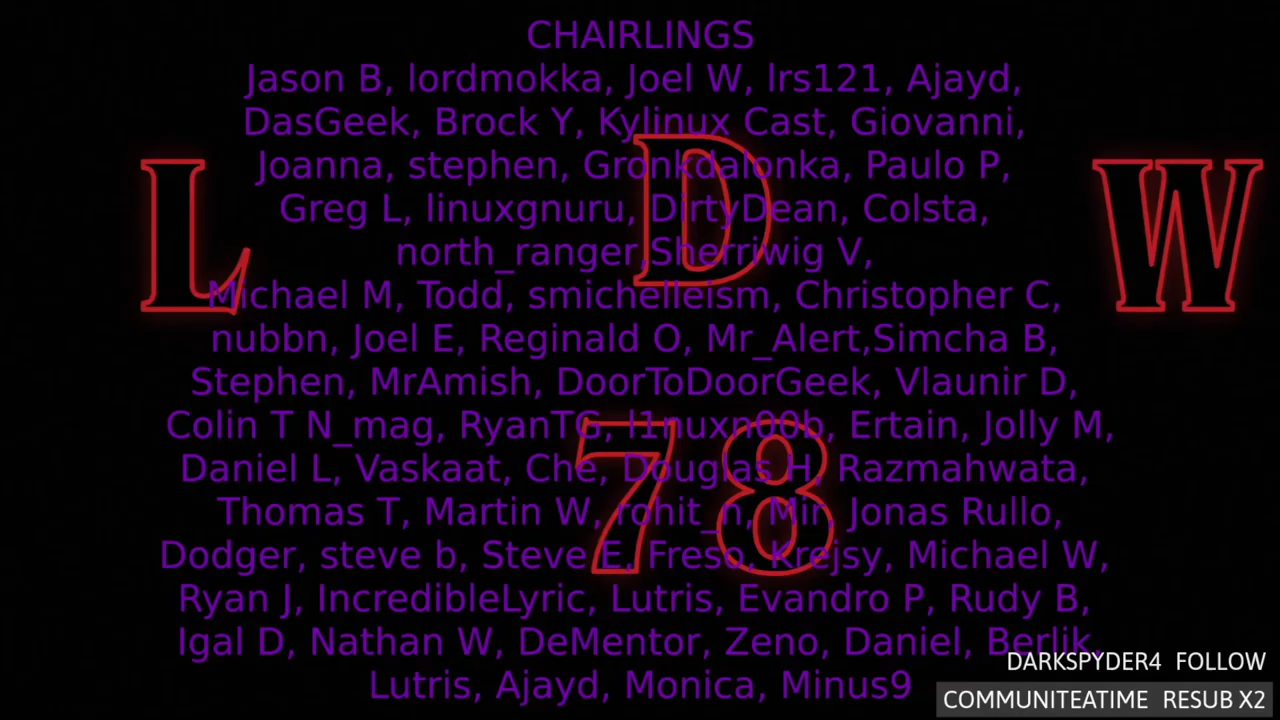 CHAIRLINGS
Jason B, lordmokka, Joel W, lrs121, Ajayd,
DasGeek, Brock Y, Kylinux Cast, Giovanni,
Joanna, stephen, Gronkdalonka, Paulo P,
Greg L, linuxgnuru, DirtyDean, Colsta,
north_ranger,Sherriwig V,
L D W
Michael M, Todd, smichelleism, Christopher C,
nubbn, Joel E, Reginald O, Mr_Alert,Simcha B,
Stephen, MrAmish, DoorToDoorGeek, Vlaunir D,
Colin T N_mag, RyanTG, l1nuxn00b, Ertain, Jolly M,
Daniel L, Vaskaat, Che, Douglas H, Razmahwata,
78
Thomas T, Martin W, rohit_n, Mir, Jonas Rullo,
Dodger, steve b, Steve E, Freso, Krejsy, Michael W,
Ryan J, IncredibleLyric, Lutris, Evandro P, Rudy B,
Igal D, Nathan W, DeMentor, Zeno, Daniel, Berlik,
DARKSPYDER4 FOLLOW
Lutris, Ajayd, Monica, Minus9
COMMUNITEATIME RESUB X2